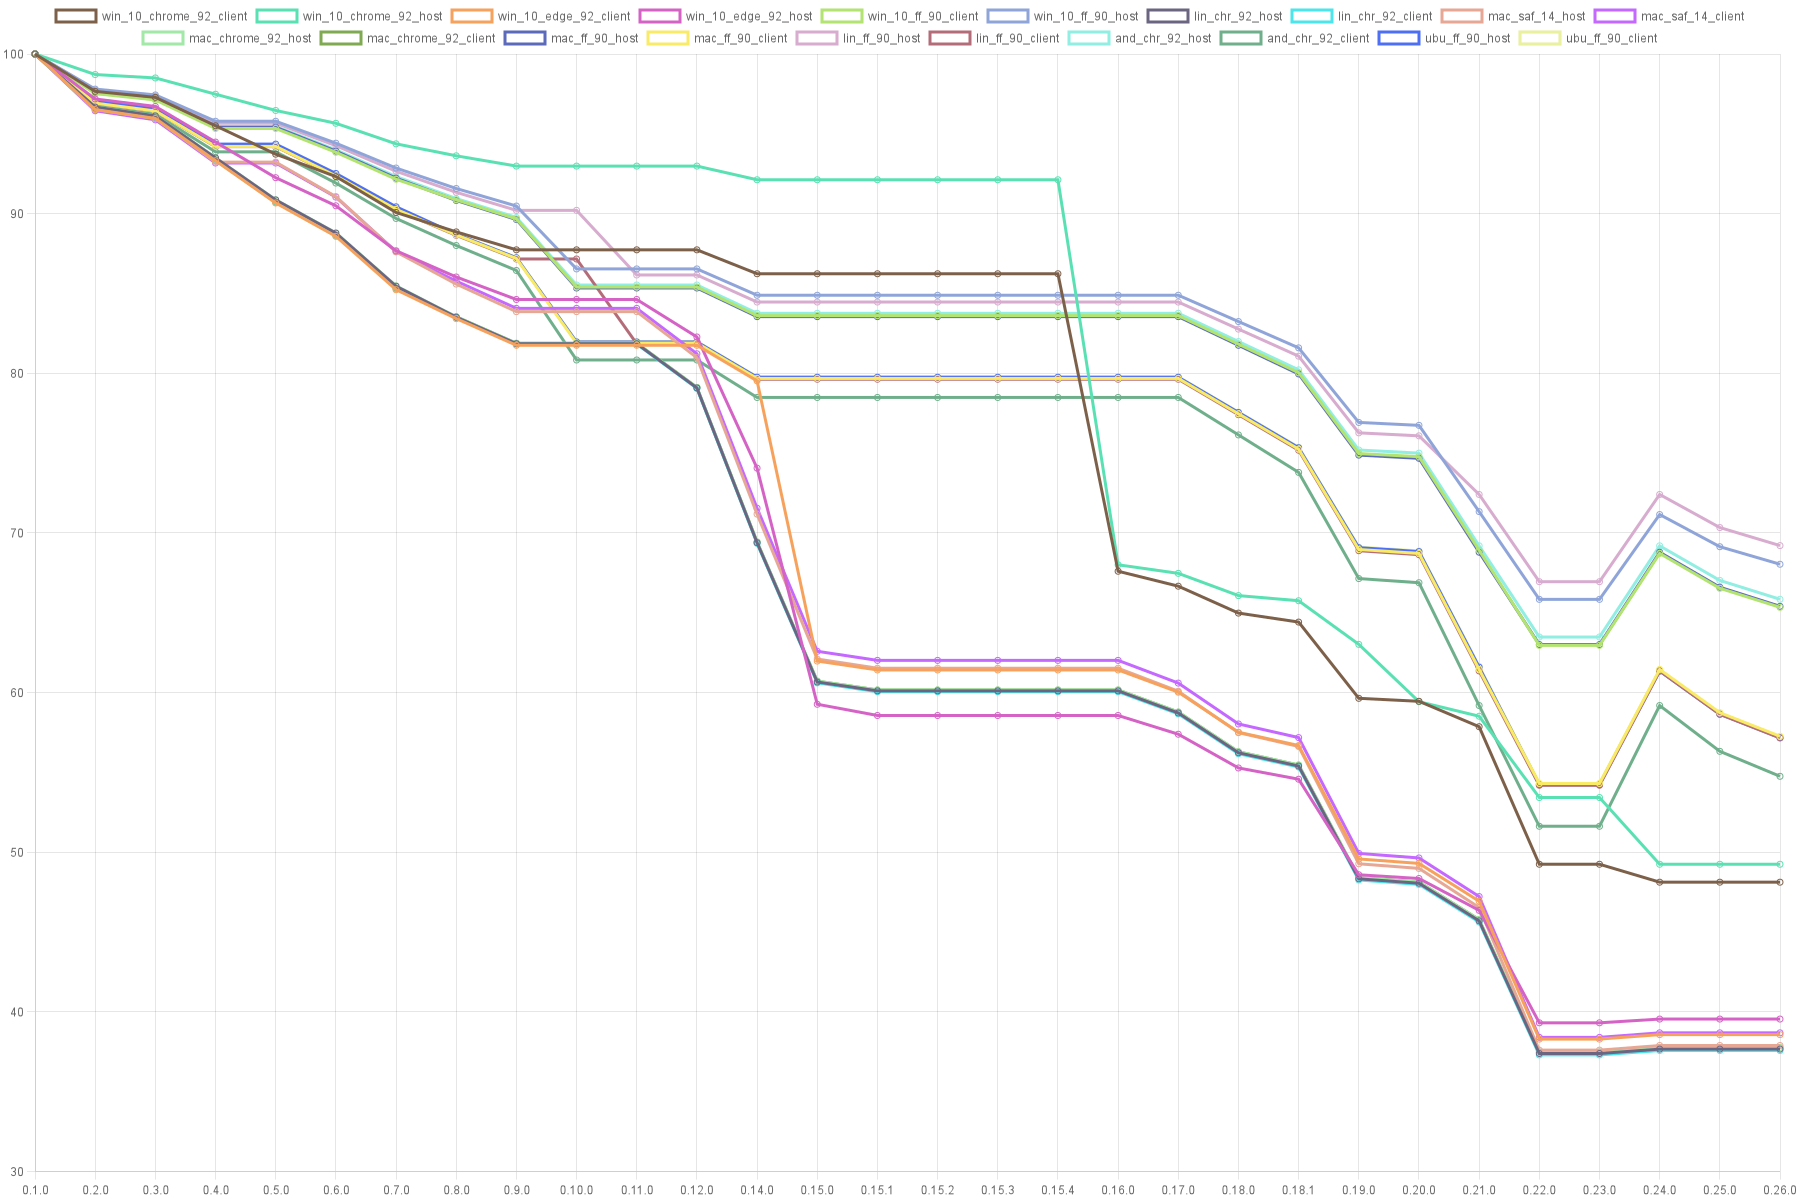 win_10_chrome_92_client win_10_chrome_92_host win_10_edge_92_client win_10_edge_92_host win_10_ff_90_client win_10_ff_90_host lin_chr_92_host lin_chr_92_client mac_saf_14_host mac_saf_14_client
mac_chrome_92_host mac_chrome_92_client mac_ff_90_host mac_ff_90_client lin_ff_90_host lin_ff_90_client and_chr_92_host and_chr_92_client ubu_ff_90_host ubu_ff_90_client
100
90
80
70
60
50
40
30
0.1.0 0.2.0 0.3.0 0.4.0 0.5.0 0.6.0 0.7.0 0.8.0 0.9.0 0.10.0 0.11.0 0.12.0 0.14.0 0.15.0 0.15.1 0.15.2 0.15.3 0.15.4 0.16.0 0.17.0 0.18.0 0.18.1 0.19.0 0.20.0 0.21.0 0.22.0 0.23.0 0.24.0 0.25.0 0.26.0